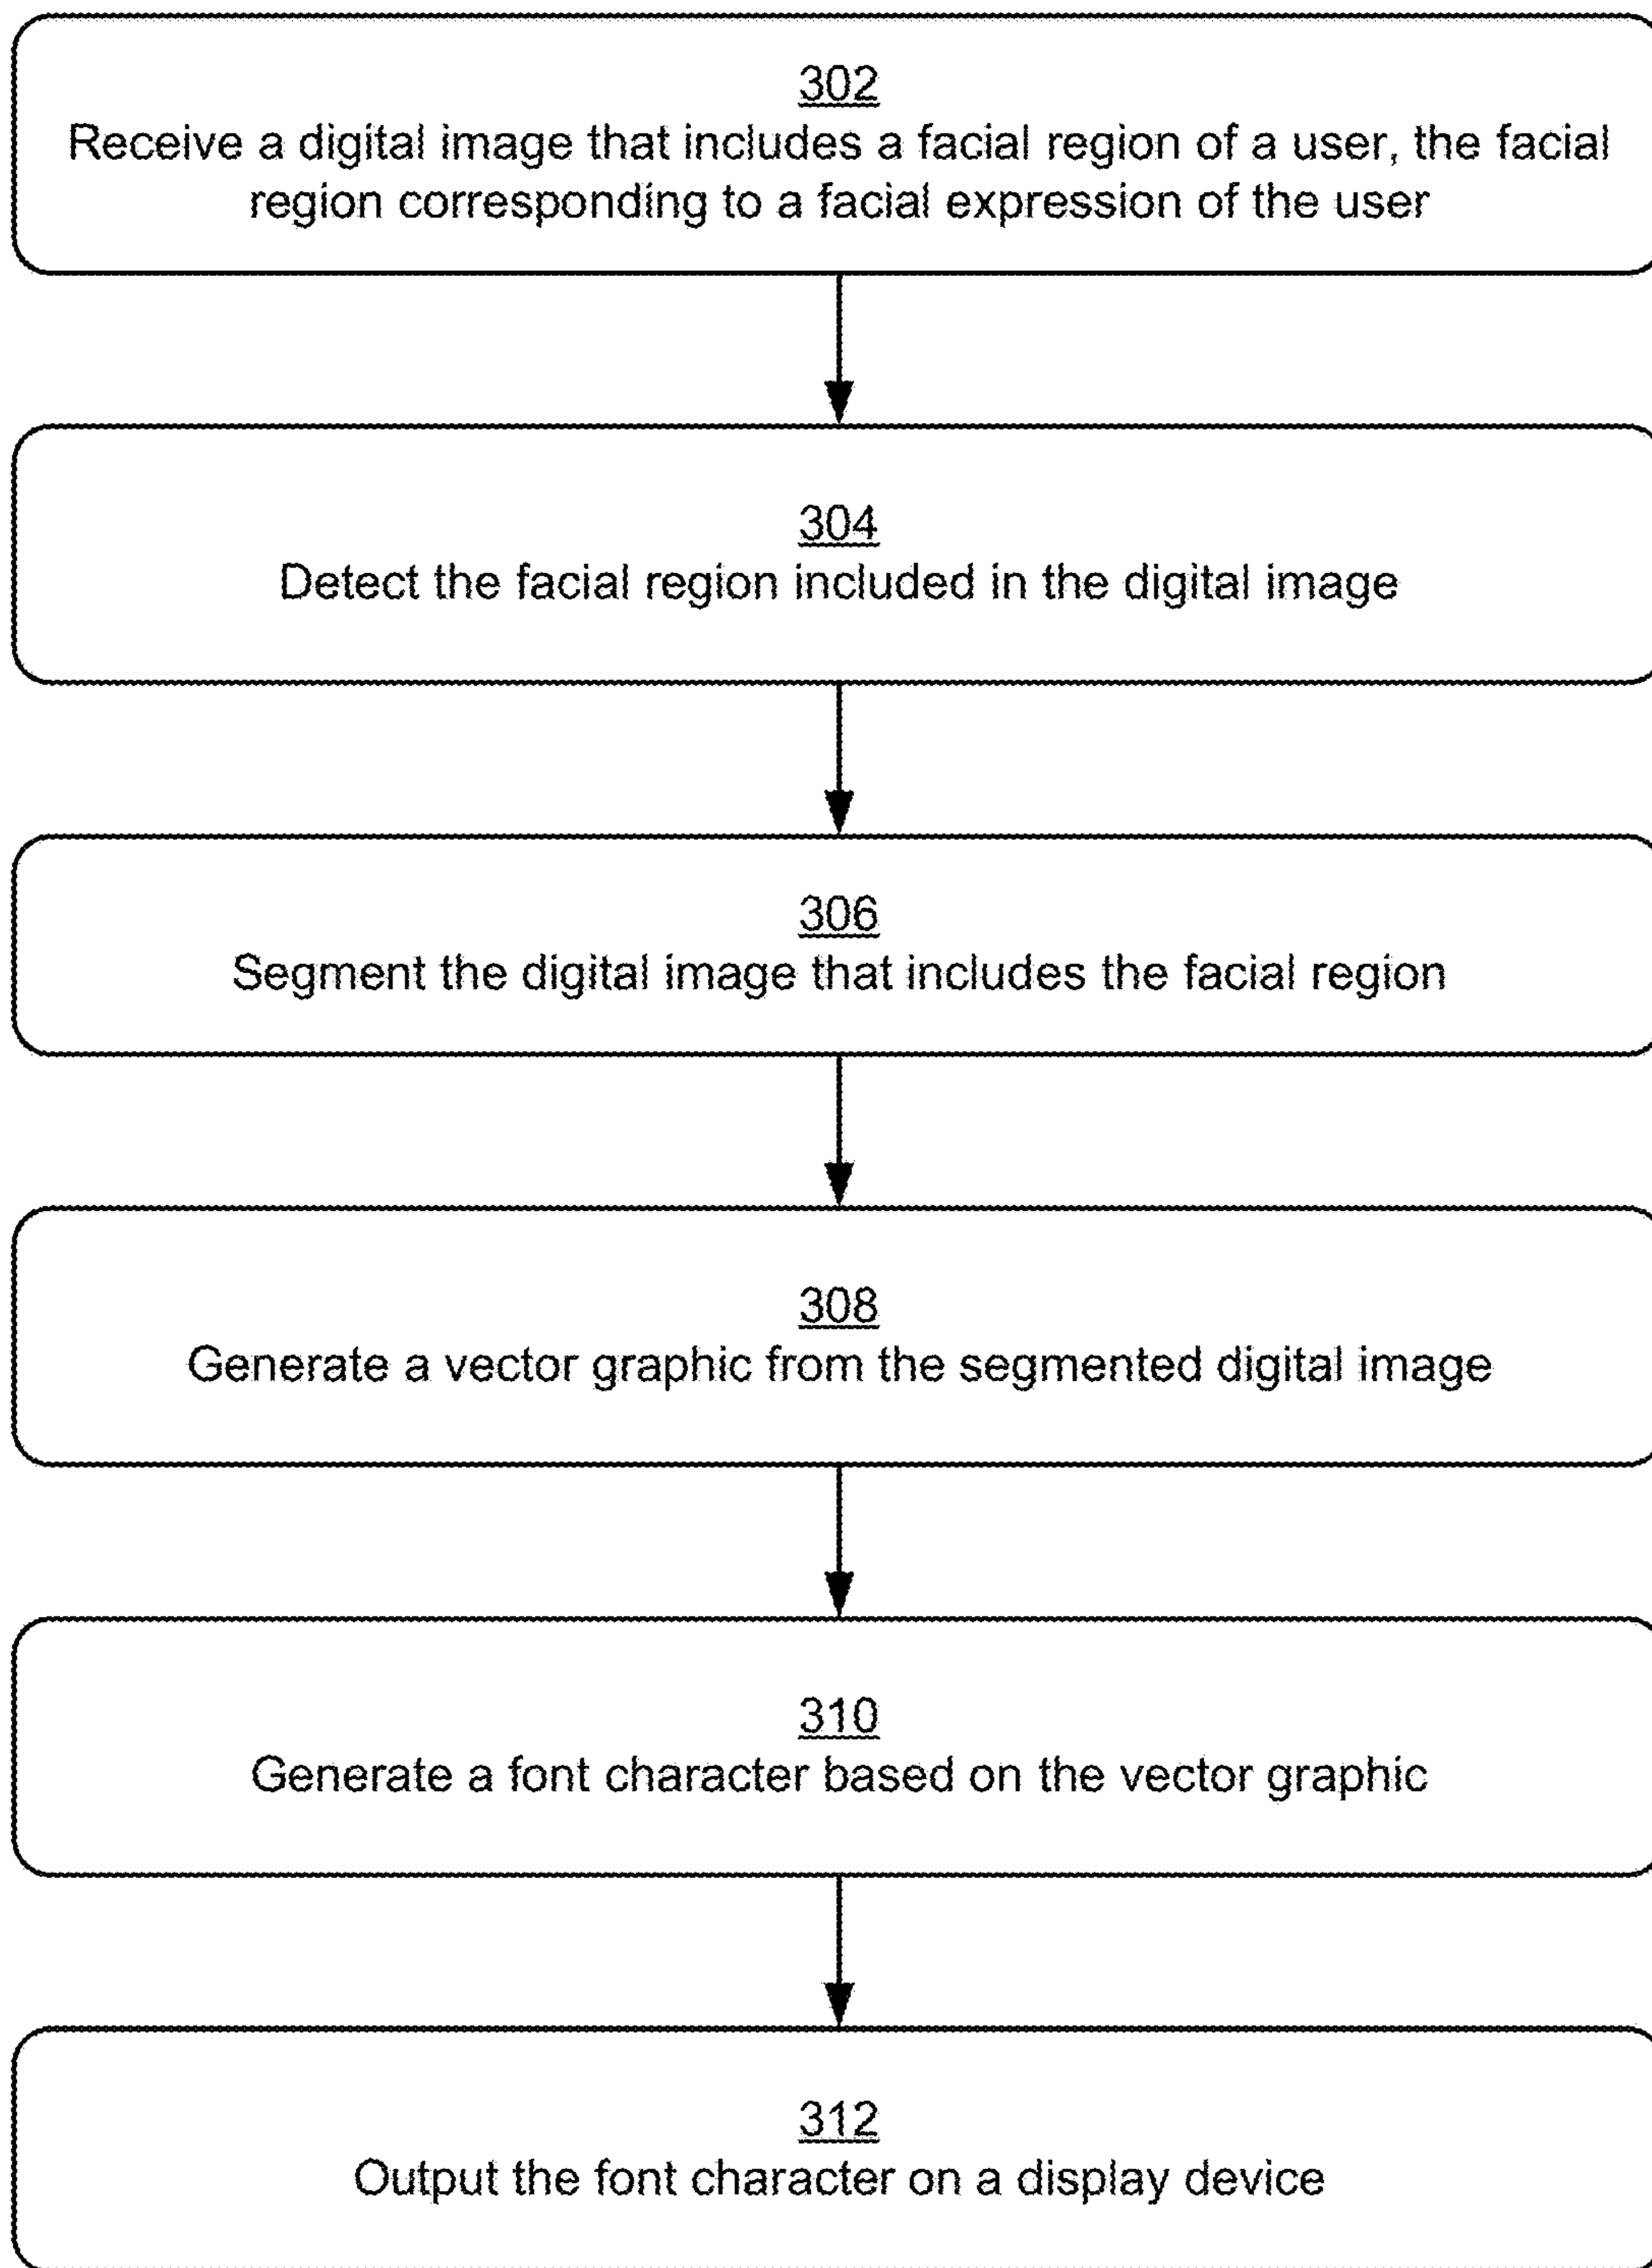 302
Receive a digital image that includes a facial region of a user, the facial
region corresponding to a facial expression of the user
304
Detect the facial region included in the digital image
306
Segment the digital image that includes the facial region
308
Generate a vector graphic from the segmented digital image
310
Generate a font character based on the vector graphic
312
Output the font character on a display device